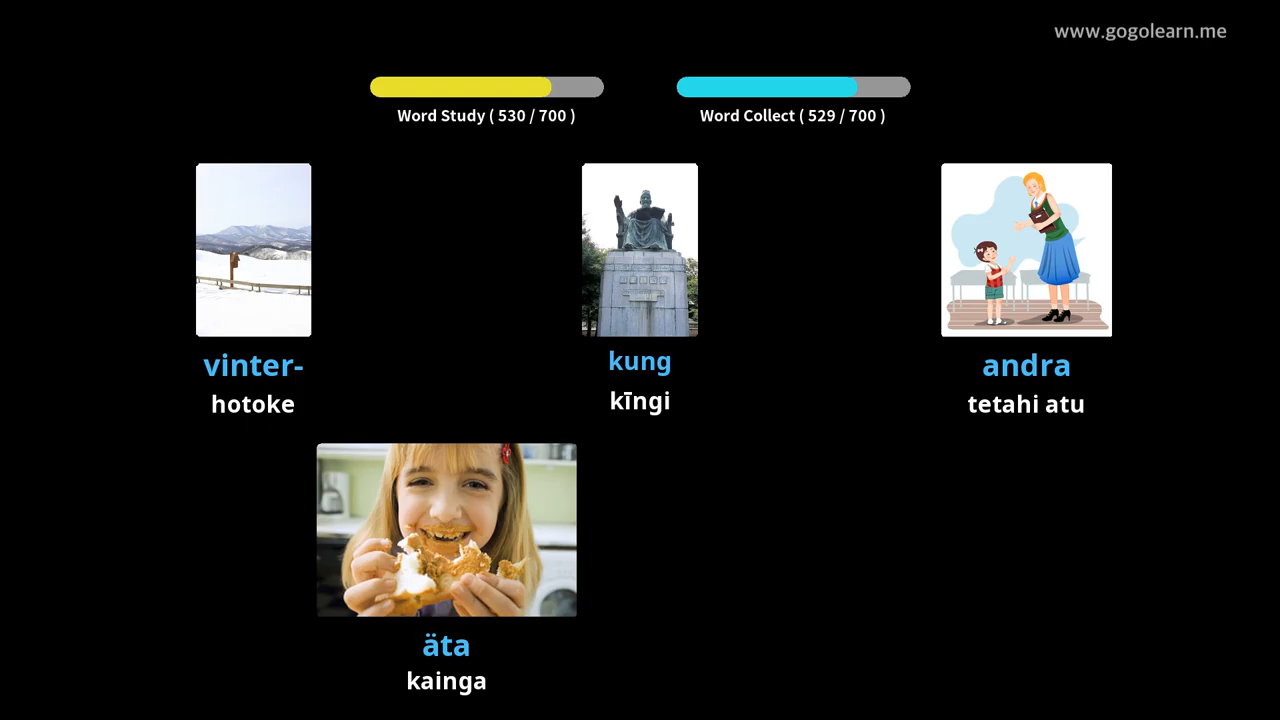 www.gogolearn.me
Word Study ( 530 / 700 )
Word Collect ( 529 / 700 )
vinter-
hotoke
kung
kīngi
andra
tetahi atu
äta
kainga